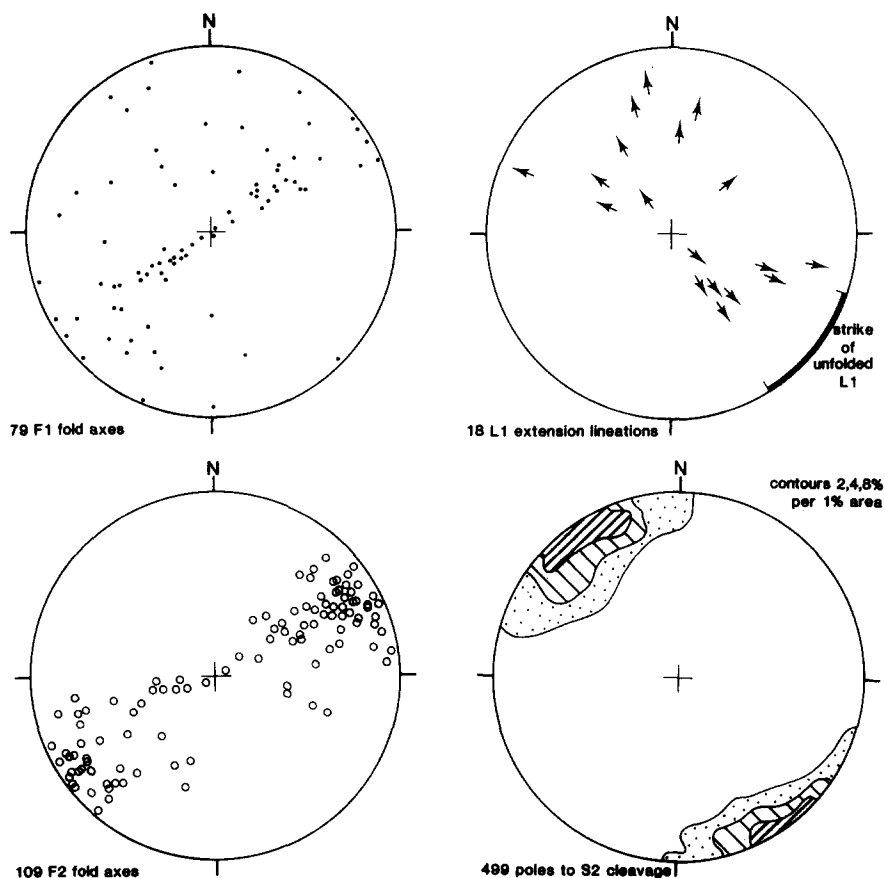 N
N
strike
of
unfolded
L1
79 F1 fold axes
18 L1 extension lineations
N
N
contours 2,4,8%
per 1% area
109 F2 fold axes
499 poles to S2 cleavage